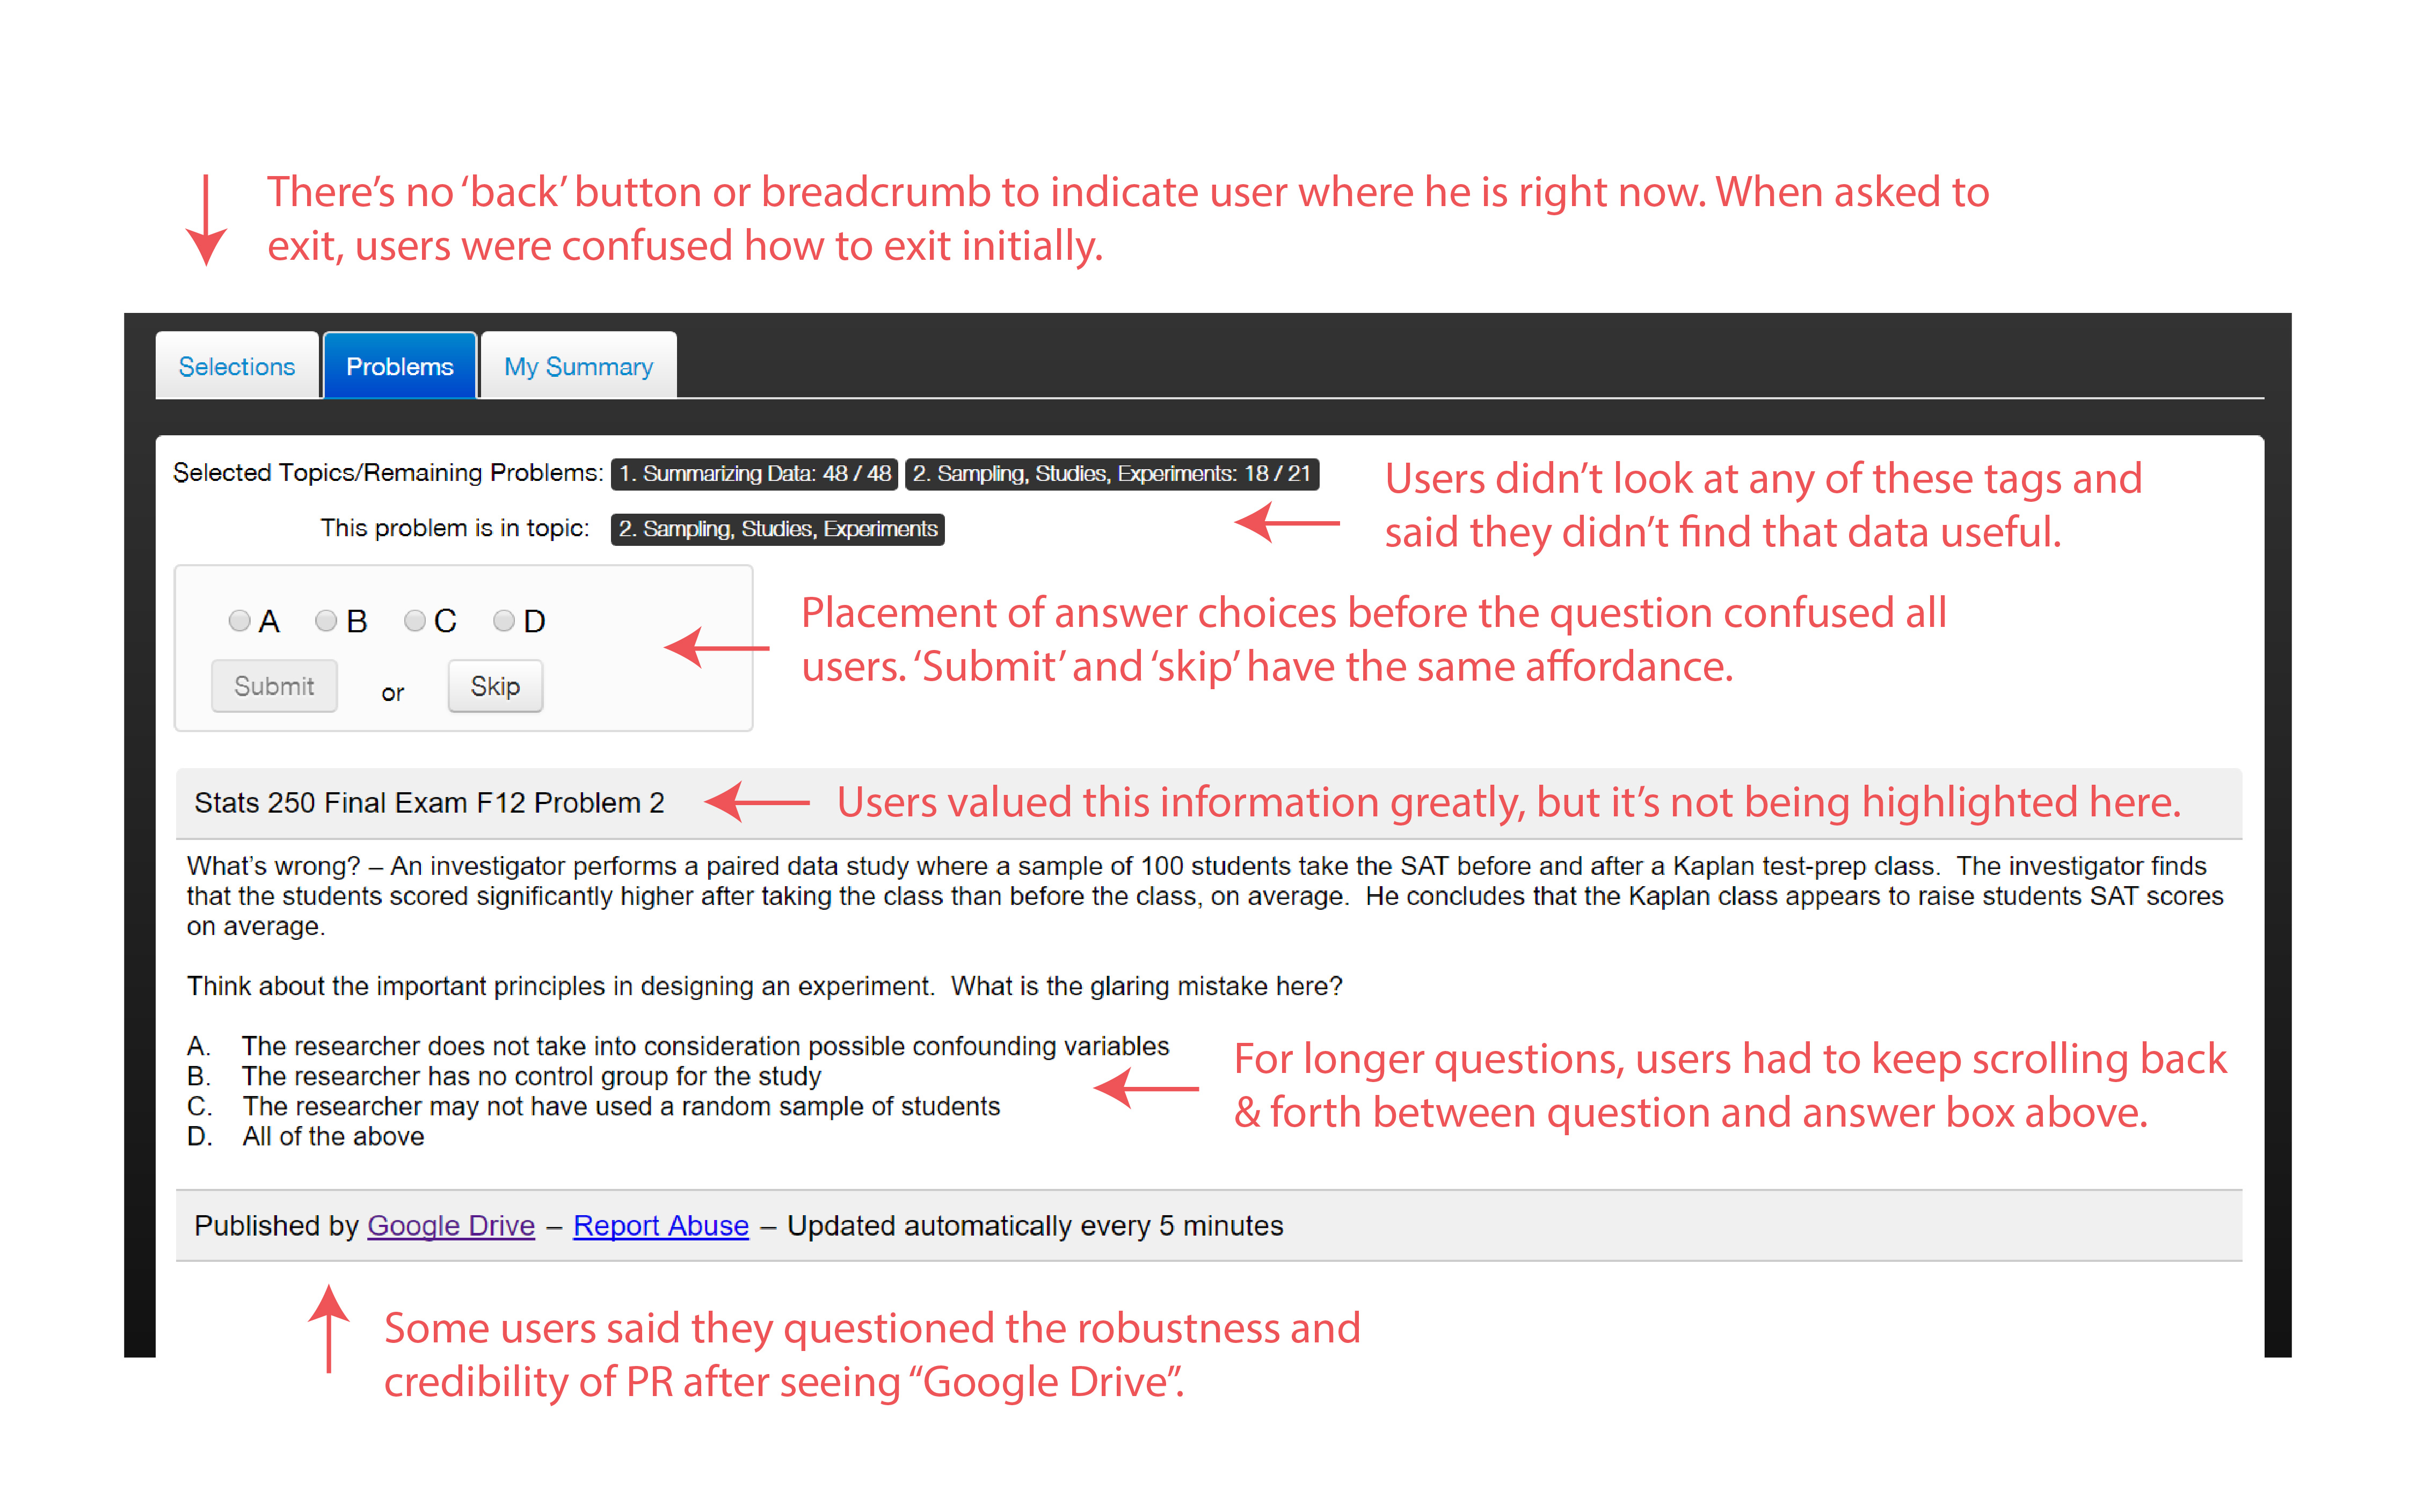 There’s no ‘back’ button or breadcrumb to indicate user where he is right now. When asked to
exit, users were confused how to exit initially.
Selections
Problems
My Summary
Selected Topics/Remaining Problems: 1. Summarizing Data: 48 / 48 2. Sampling, Studies, Experiments: 18 / 21
This problem is in topic: 2. Sampling, Studies, Experiments
Users didn’t look at any of these tags and
said they didn’t find that data useful.
A B C D
Submit or Skip
Placement of answer choices before the question confused all
users. ‘Submit’ and ‘skip’ have the same affordance.
Stats 250 Final Exam F12 Problem 2
Users valued this information greatly, but it’s not being highlighted here.
What’s wrong? – An investigator performs a paired data study where a sample of 100 students take the SAT before and after a Kaplan test-prep class. The investigator finds
that the students scored significantly higher after taking the class than before the class, on average. He concludes that the Kaplan class appears to raise students SAT scores
on average.
Think about the important principles in designing an experiment. What is the glaring mistake here?
A. The researcher does not take into consideration possible confounding variables
B. The researcher has no control group for the study
C. The researcher may not have used a random sample of students
D. All of the above
For longer questions, users had to keep scrolling back
& forth between question and answer box above.
Published by Google Drive – Report Abuse – Updated automatically every 5 minutes
Some users said they questioned the robustness and
credibility of PR after seeing “Google Drive”.